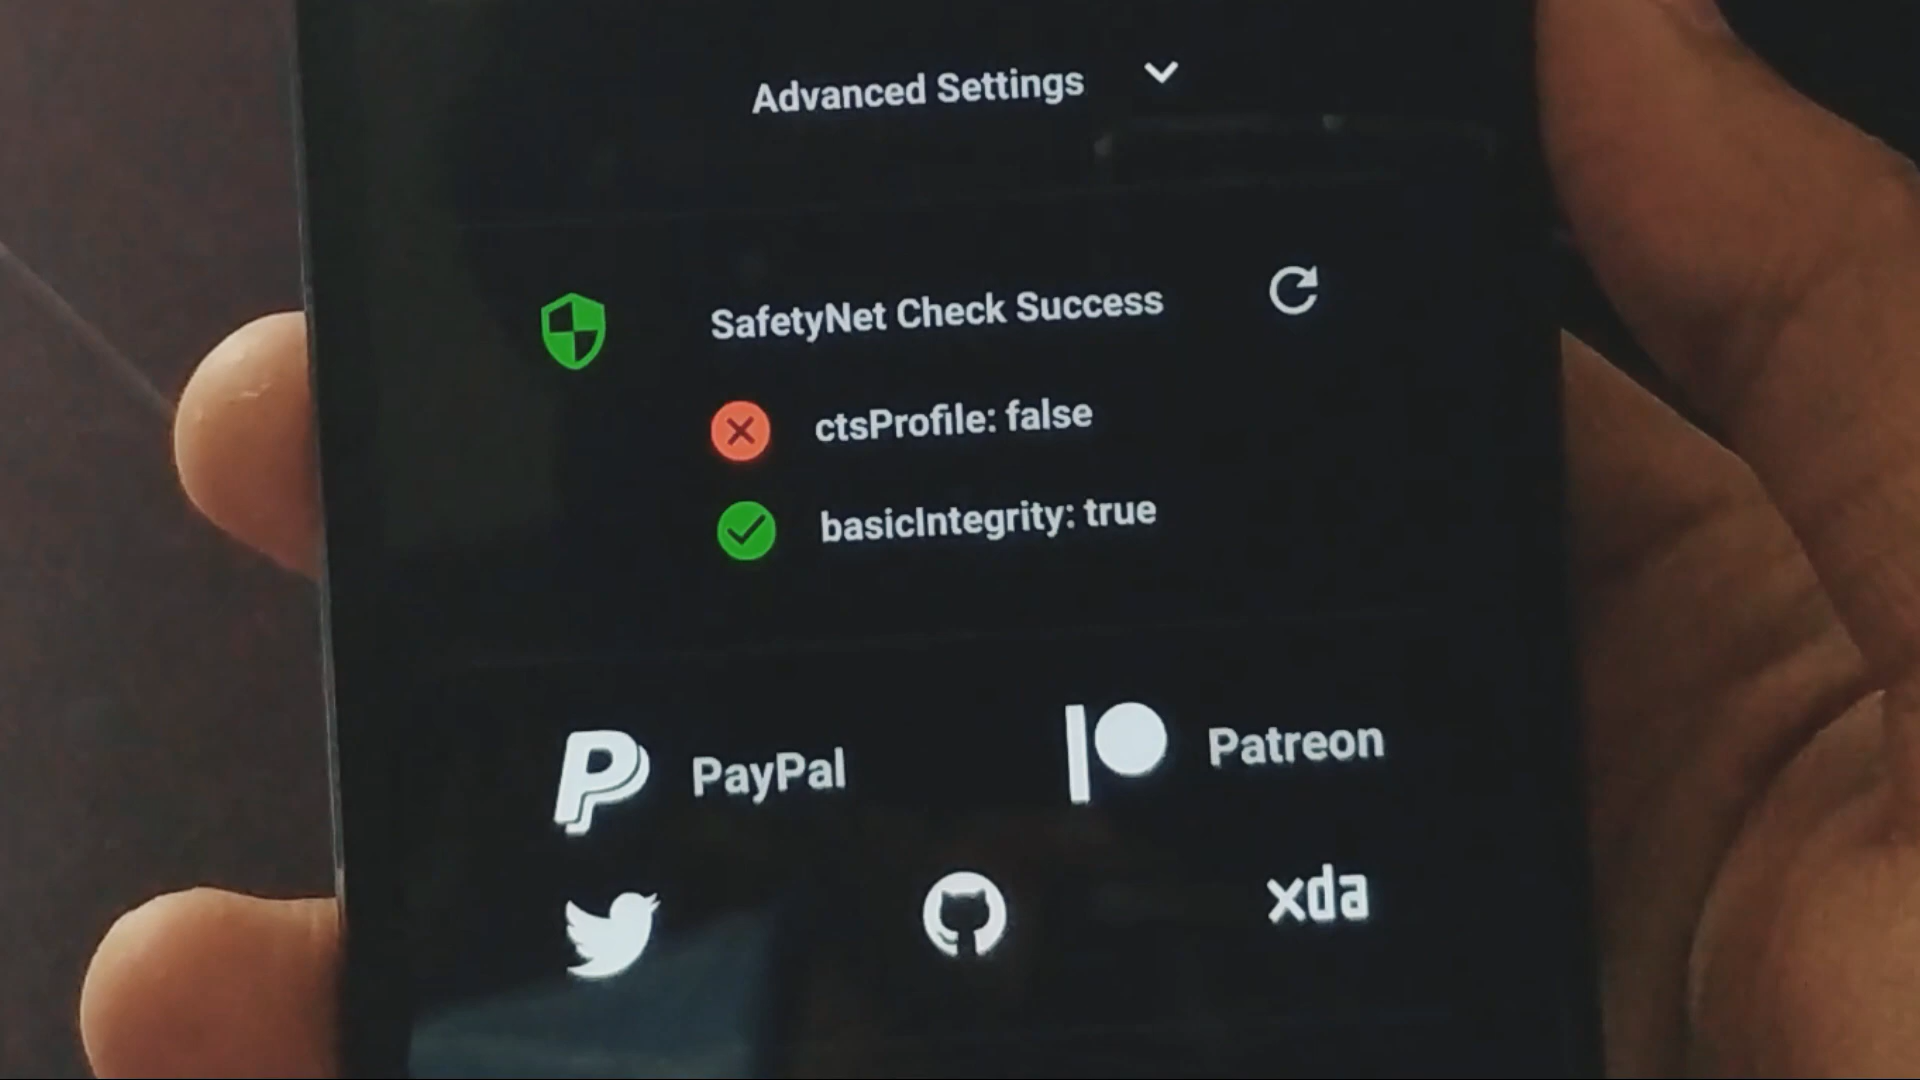 Advanced Settings
SafetyNet Check Success
ctsProfile: false
basicIntegrity: true
PayPal
Patreon
xda